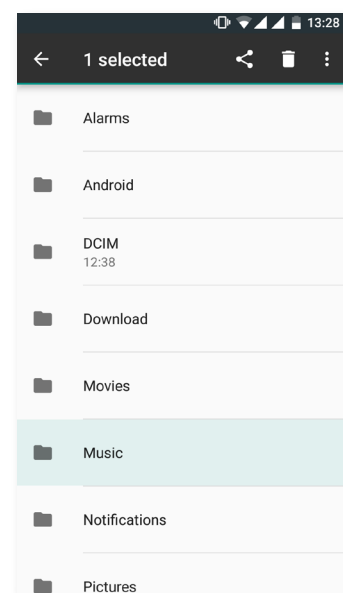 13:28
1 selected
Alarms
Android
DCIM
12:38
Download
Movies
Music
Notifications
Pictures